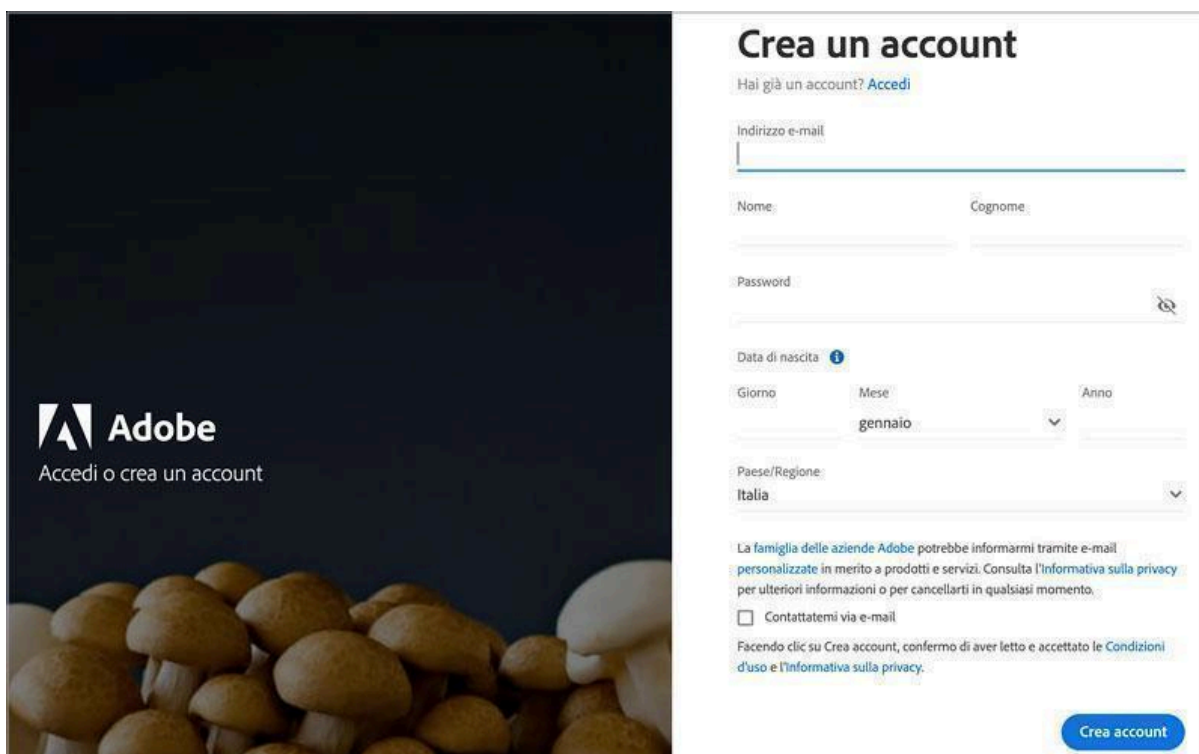 Crea un account
Hai già un account? Accedi
Indirizzo e-mail
Nome Cognome
Password
Data di nascita
Giorno Mese Anno
gennaio
Paese/Regione
Italia
La famiglia delle aziende Adobe potrebbe informarmi tramite e-mail
personalizzate in merito a prodotti e servizi. Consulta l'Informativa sulla privacy
per ulteriori informazioni o per cancellarti in qualsiasi momento.
Contattatemi via e-mail
Facendo clic su Crea account, confermo di aver letto e accettato le Condizioni
d'uso e l'Informativa sulla privacy.
Crea account
Adobe
Accedi o crea un account